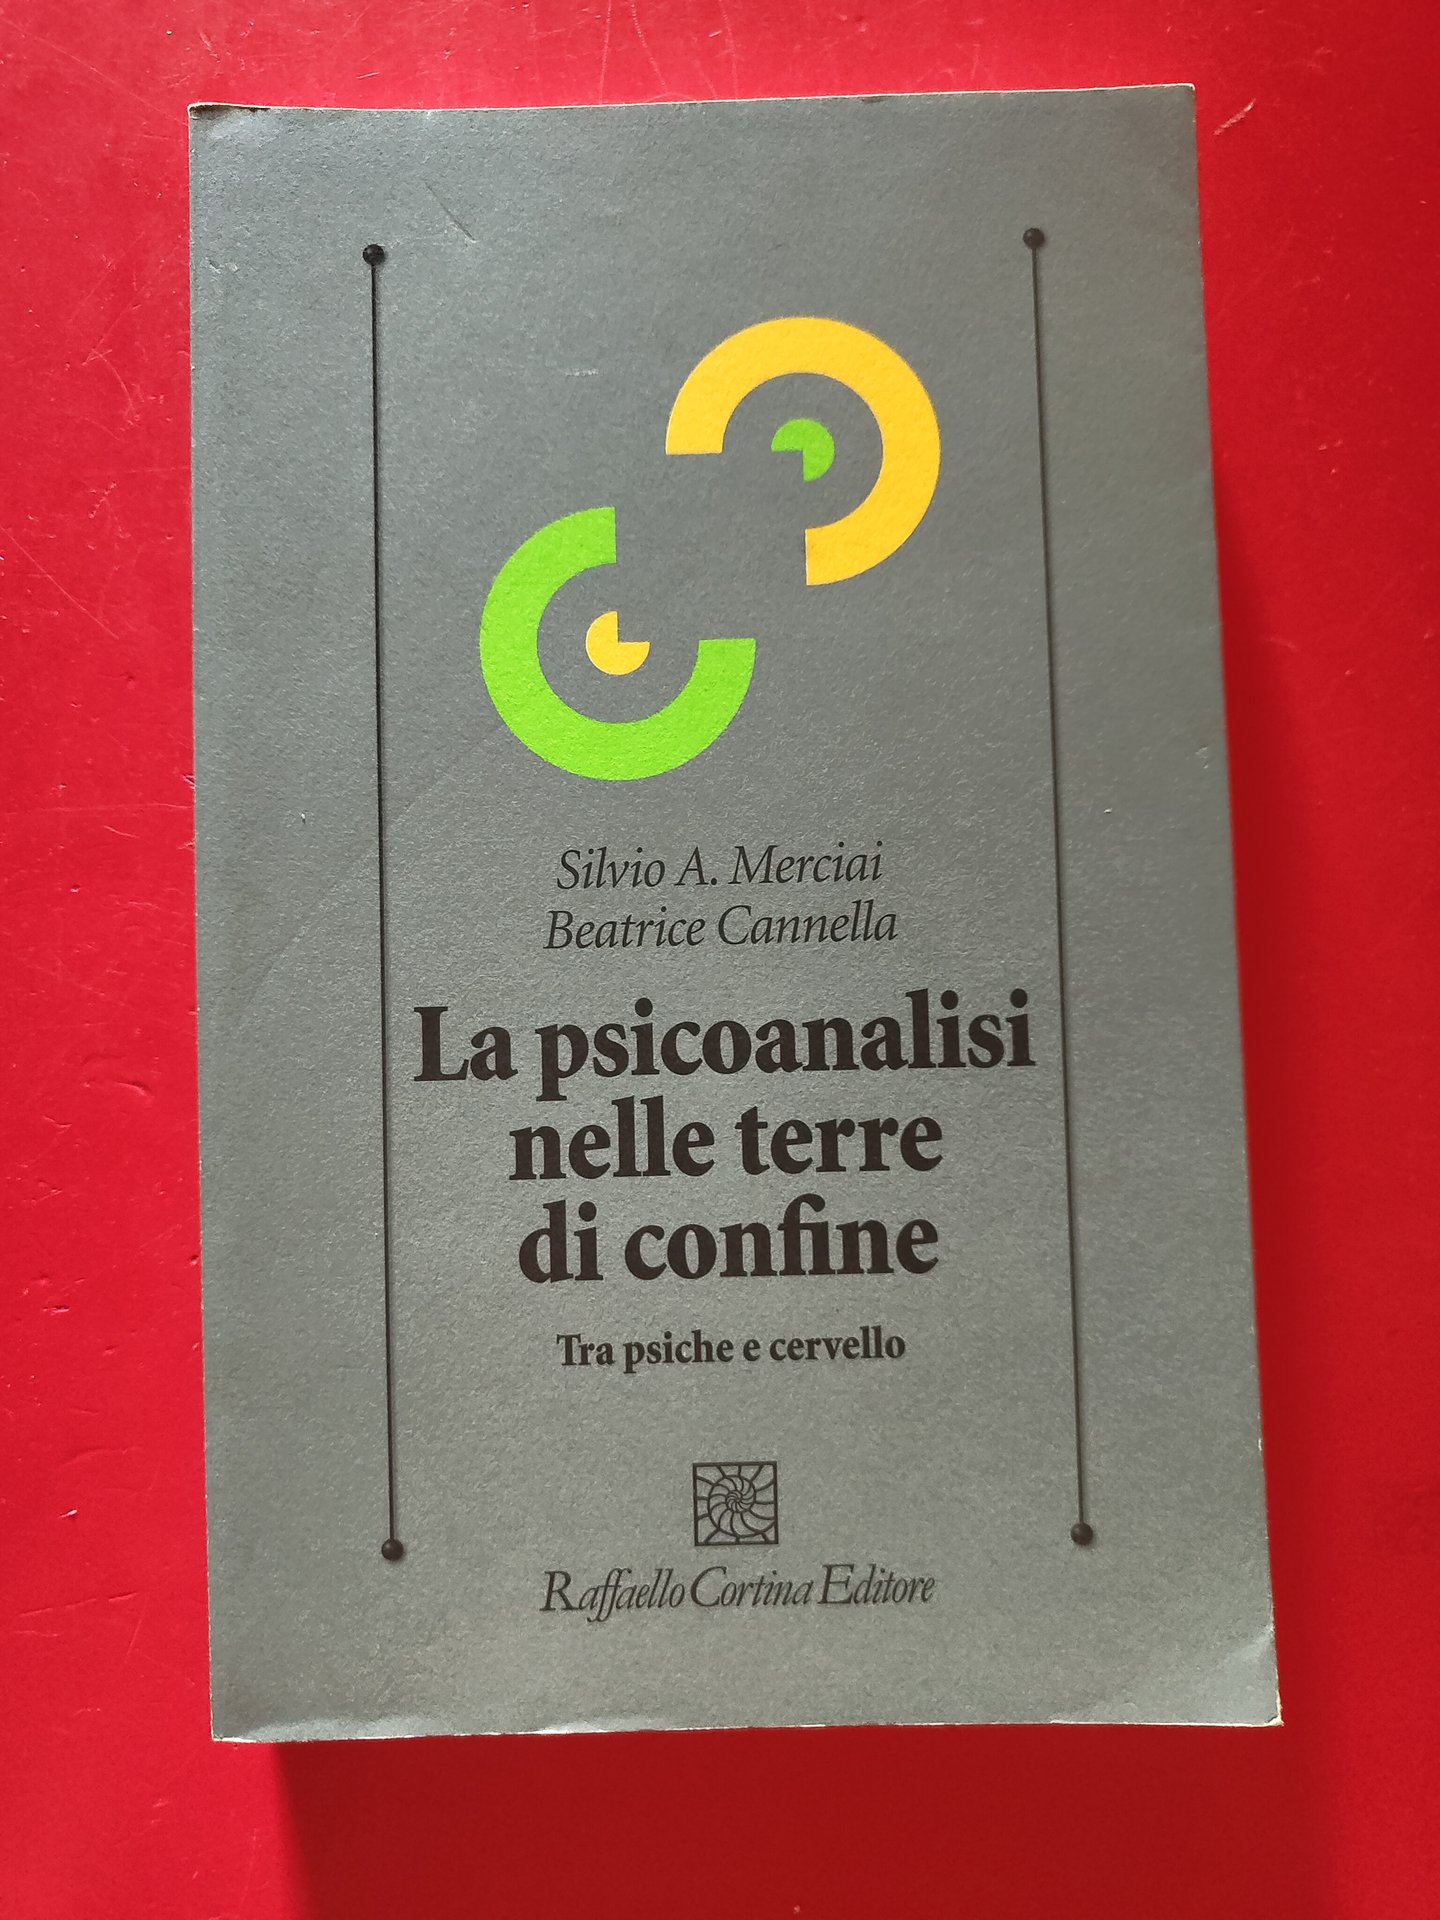 Silvio A. Merciai
Beatrice Cannella
La psicoanalisi
nelle terre
di confine
Tra psiche e cervello
Raffaello Cortina Editore